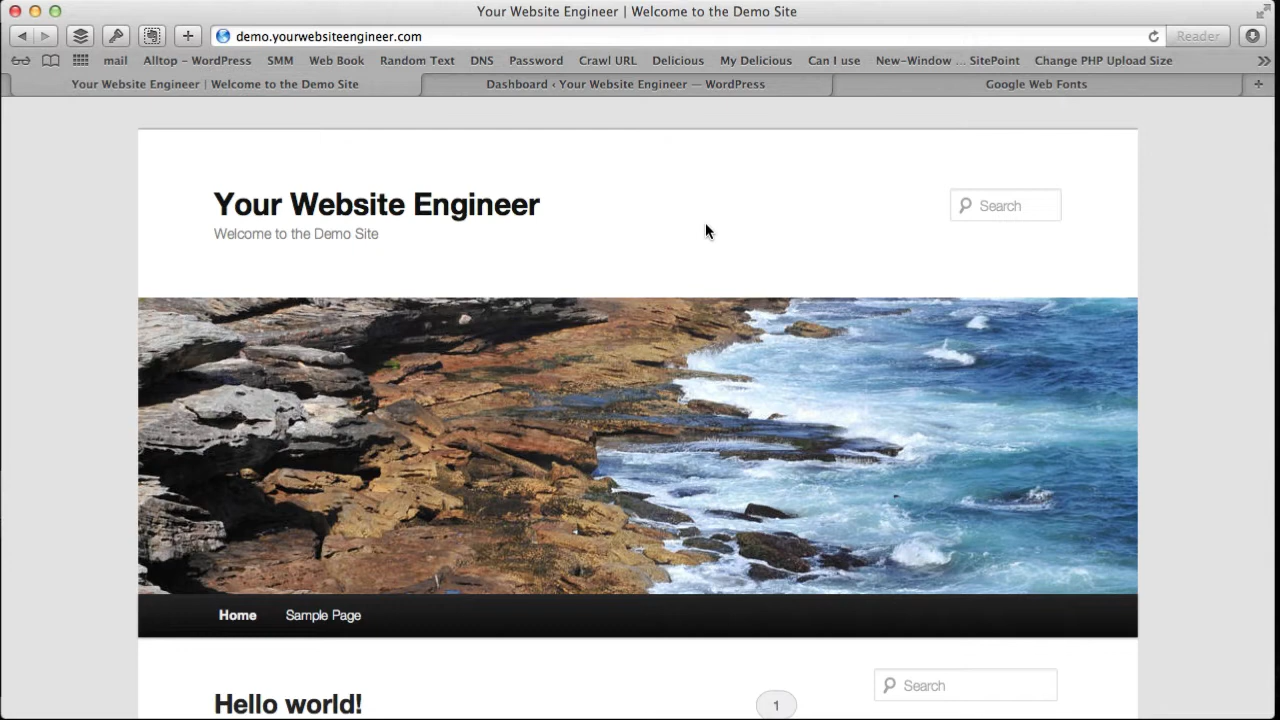 Your Website Engineer | Welcome to the Demo Site
demo.yourwebsiteengineer.com
Reader
mail Alltop – WordPress SMM Web Book Random Text DNS Password Crawl URL Delicious My Delicious Can I use New-Window ... SitePoint Change PHP Upload Size
Your Website Engineer | Welcome to the Demo Site
Dashboard ‹ Your Website Engineer — WordPress
Google Web Fonts
Your Website Engineer
Search
Welcome to the Demo Site
Home Sample Page
Search
Hello world!
1